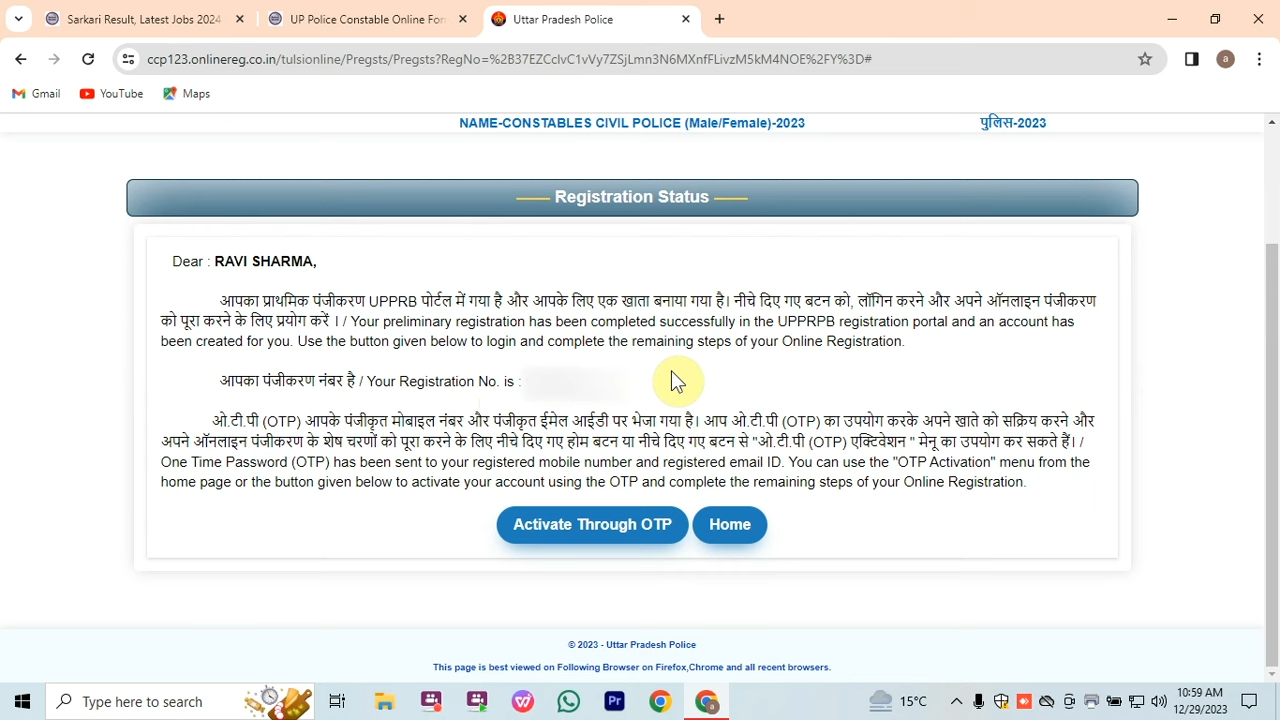 Sarkari Result, Latest Jobs 2024
UP Police Constable Online For
Uttar Pradesh Police
ccp123.onlinereg.co.in/tulsionline/Pregsts/Pregsts?RegNo=%2B37EZCclvC1vVy7ZSjLmn3N6MXnfFLivzM5kM4NOE%2FY%3D#
a
Gmail YouTube Maps
NAME-CONSTABLES CIVIL POLICE (Male/Female)-2023 पुलिस-2023
Registration Status
Dear : RAVI SHARMA,
आपका प्राथमिक पंजीकरण UPPRB पोर्टल में गया है और आपके लिए एक खाता बनाया गया है। नीचे दिए गए बटन को, लॉगिन करने और अपने ऑनलाइन पंजीकरण
को पूरा करने के लिए प्रयोग करें । / Your preliminary registration has been completed successfully in the UPPRPB registration portal and an account has
been created for you. Use the button given below to login and complete the remaining steps of your Online Registration.
आपका पंजीकरण नंबर है / Your Registration No. is :
ओ.टी.पी (OTP) आपके पंजीकृत मोबाइल नंबर और पंजीकृत ईमेल आईडी पर भेजा गया है। आप ओ.टी.पी (OTP) का उपयोग करके अपने खाते को सक्रिय करने और
अपने ऑनलाइन पंजीकरण के शेष चरणों को पूरा करने के लिए नीचे दिए गए होम बटन या नीचे दिए गए बटन से "ओ.टी.पी (OTP) एक्टिवेशन " मेनू का उपयोग कर सकते हैं। /
One Time Password (OTP) has been sent to your registered mobile number and registered email ID. You can use the "OTP Activation" menu from the
home page or the button given below to activate your account using the OTP and complete the remaining steps of your Online Registration.
Activate Through OTP Home
© 2023 - Uttar Pradesh Police
This page is best viewed on Following Browser on Firefox,Chrome and all recent browsers.
Type here to search
Pr
15°C
10:59 AM
12/29/2023